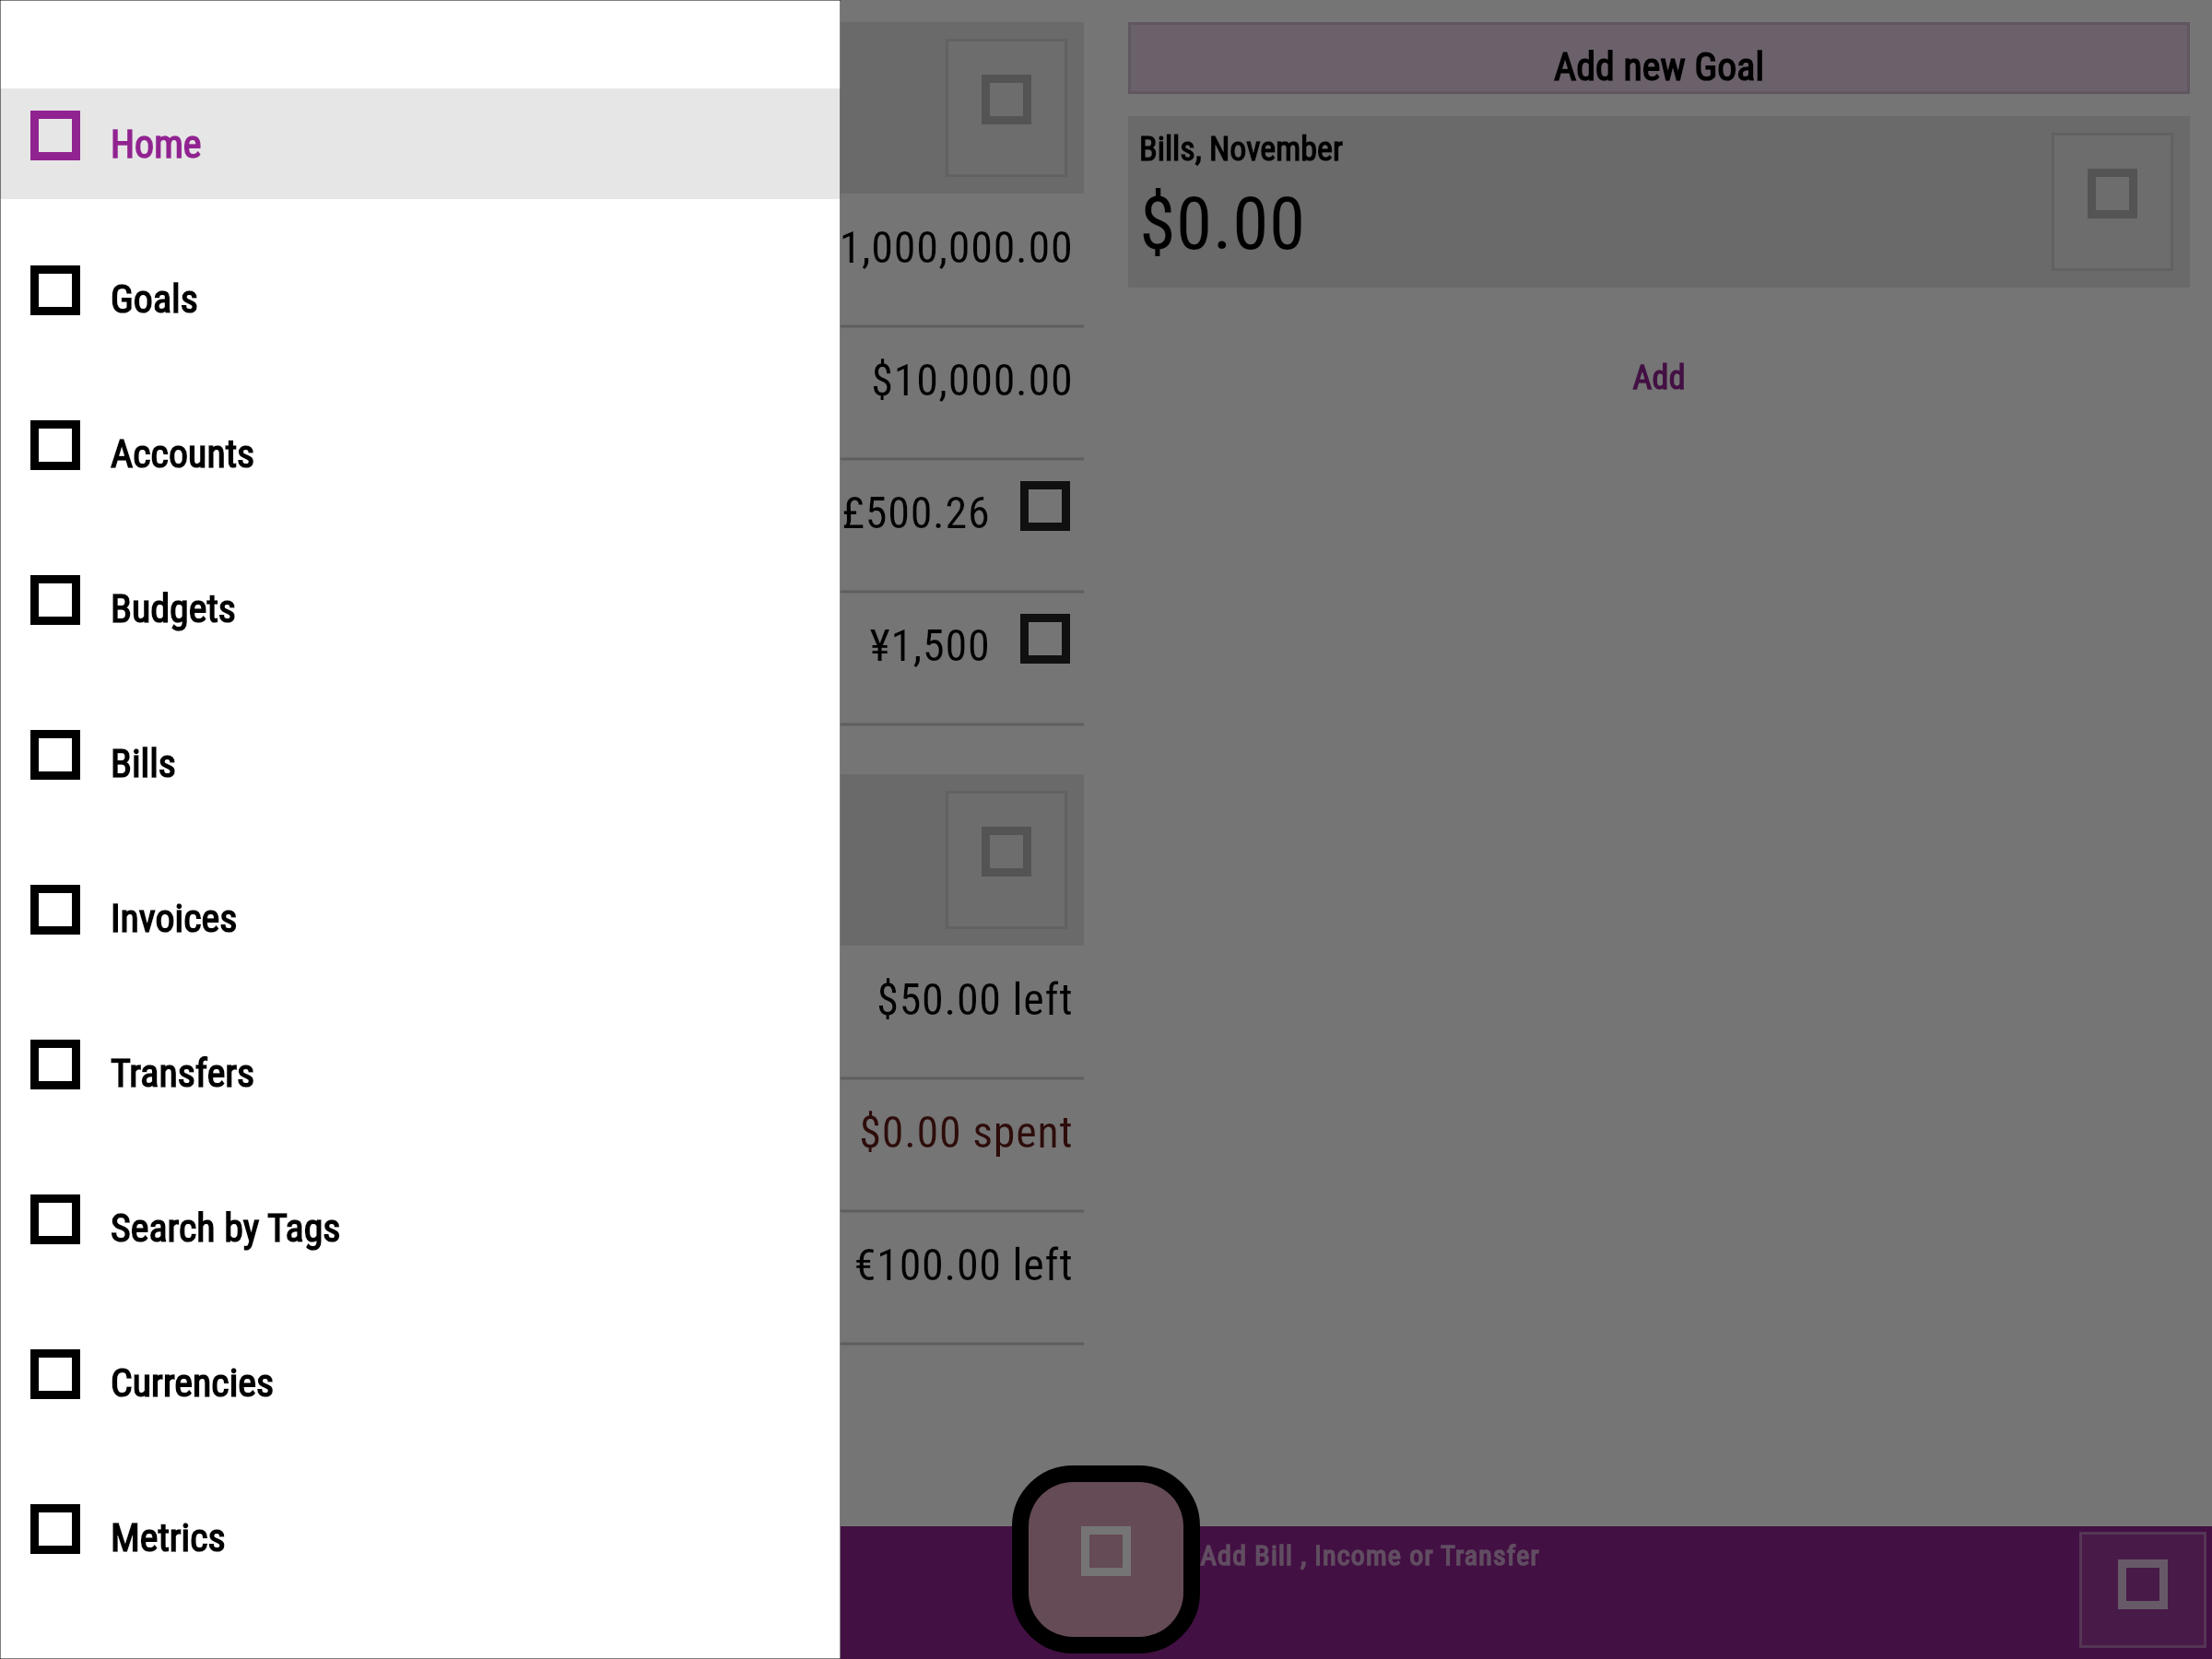 Home
Goals
Accounts
Budgets
Bills
Invoices
Transfers
Search by Tags
Currencies
Metrics
1,000,000.00
$10,000.00
£500.26
¥1,500
$50.00 left
$0.00 spent
€100.00 left
Add new Goal
Bills, November
$0.00
Add
Add Bill , Income or Transfer